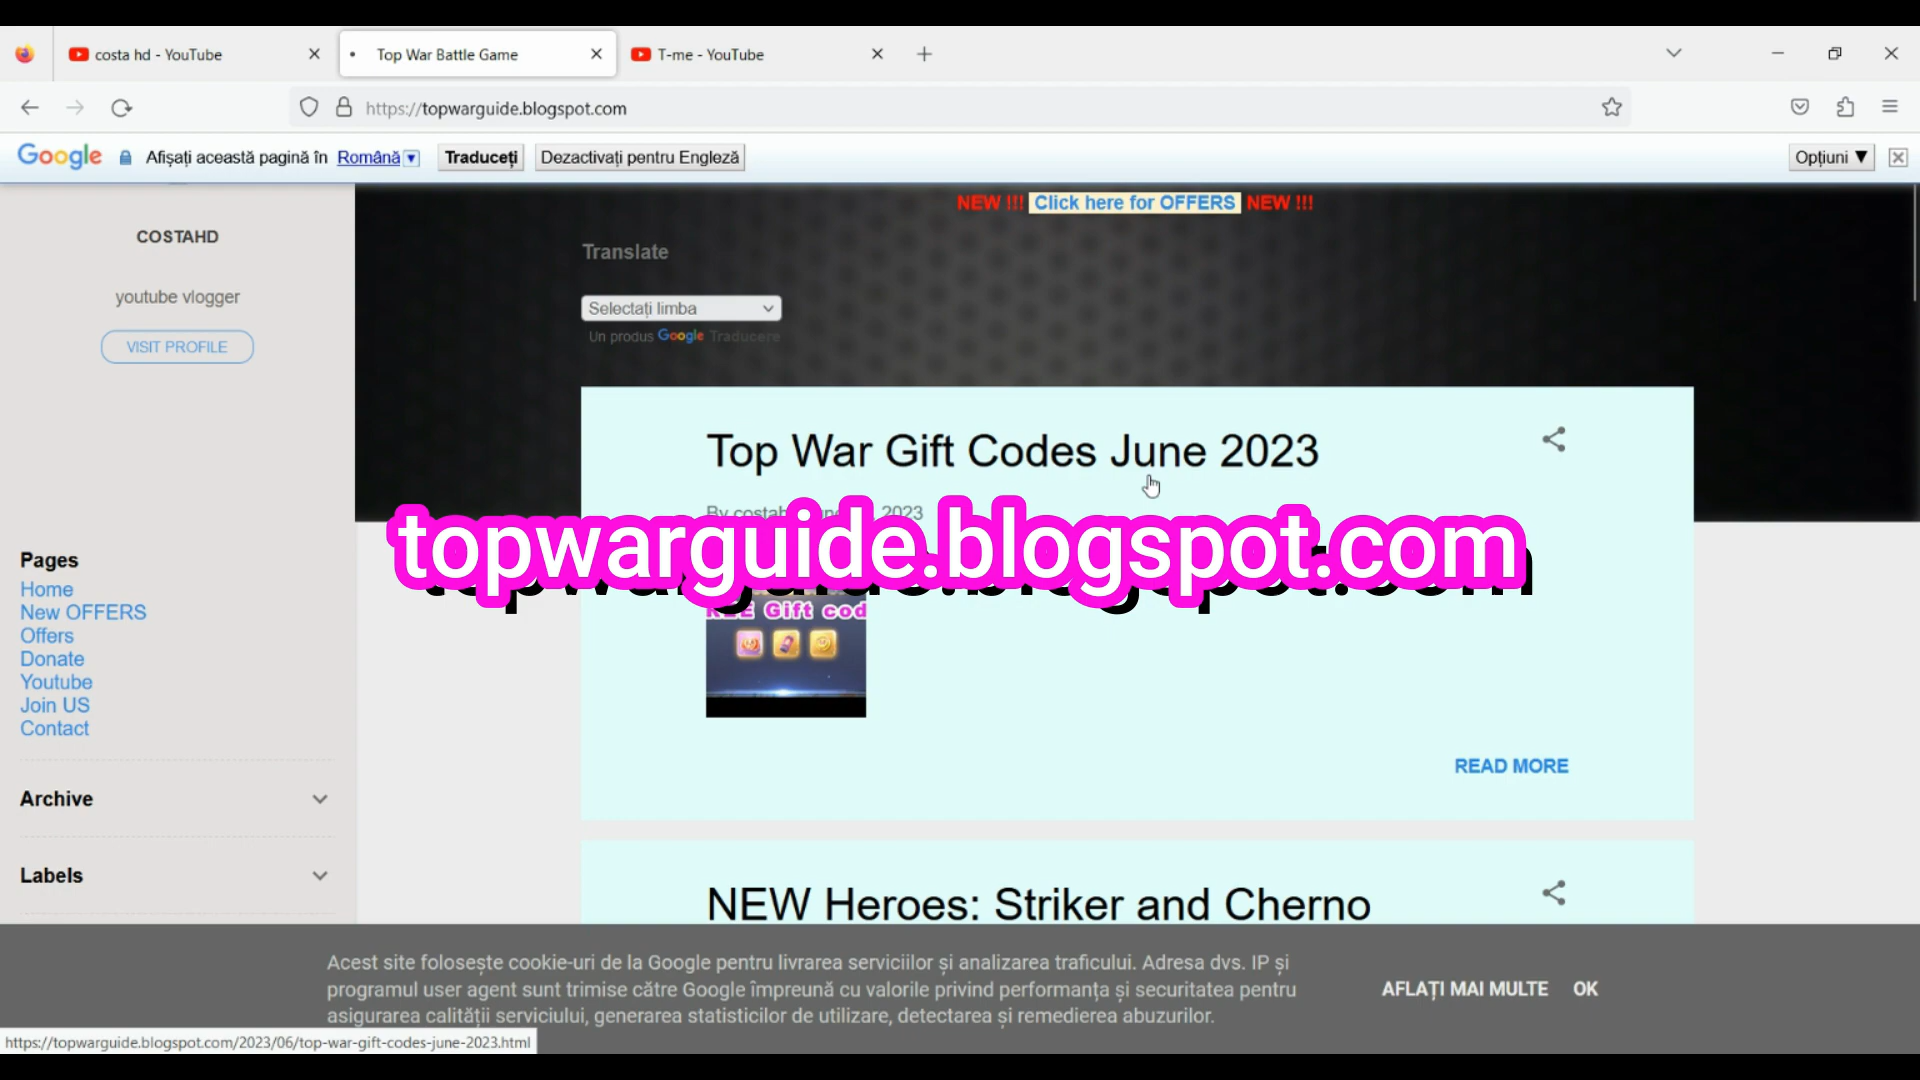 costa hd - YouTube
Top War Battle Game
T-me - YouTube
https://topwarguide.blogspot.com
Google Afișați această pagină în Română Traduceți Dezactivați pentru Engleză Opțiuni ▼
NEW !!! Click here for OFFERS NEW !!!
COSTAHD
youtube vlogger
VISIT PROFILE
Translate
Selectați limba
Un produs Google Traducere
Top War Gift Codes June 2023
2023
topwarguide.blogspot.com
Gift cod
READ MORE
Pages
Home
New OFFERS
Offers
Donate
Youtube
Join US
Contact
Archive
Labels
NEW Heroes: Striker and Cherno
Acest site folosește cookie-uri de la Google pentru livrarea serviciilor și analizarea traficului. Adresa dvs. IP și
programul user agent sunt trimise către Google împreună cu valorile privind performanța și securitatea pentru
asigurarea calității serviciului, generarea statisticilor de utilizare, detectarea și remedierea abuzurilor.
AFLAȚI MAI MULTE OK
https://topwarguide.blogspot.com/2023/06/top-war-gift-codes-june-2023.html